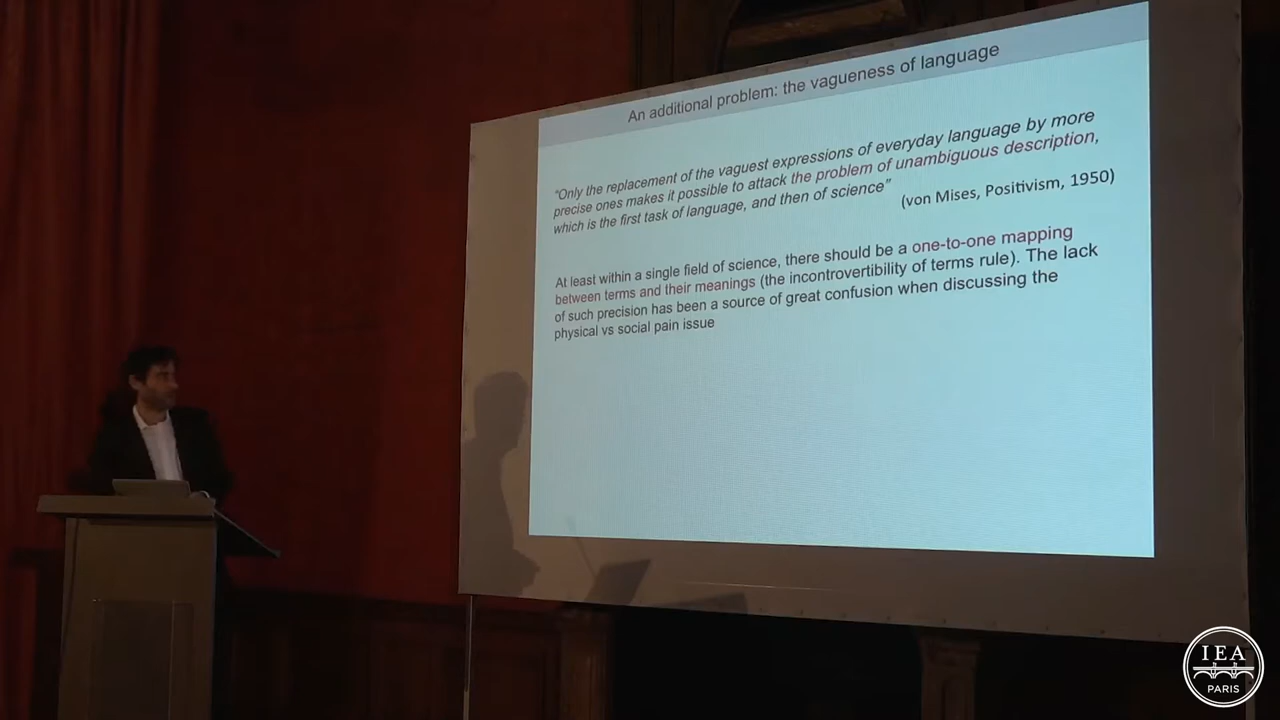 An additional problem: the vagueness of language
“Only the replacement of the vaguest expressions of everyday language by more
precise ones makes it possible to attack the problem of unambiguous description,
which is the first task of language, and then of science”
(von Mises, Positivism, 1950)
At least within a single field of science, there should be a one-to-one mapping
between terms and their meanings (the incontrovertibility of terms rule). The lack
of such precision has been a source of great confusion when discussing the
physical vs social pain issue
IEA
PARIS